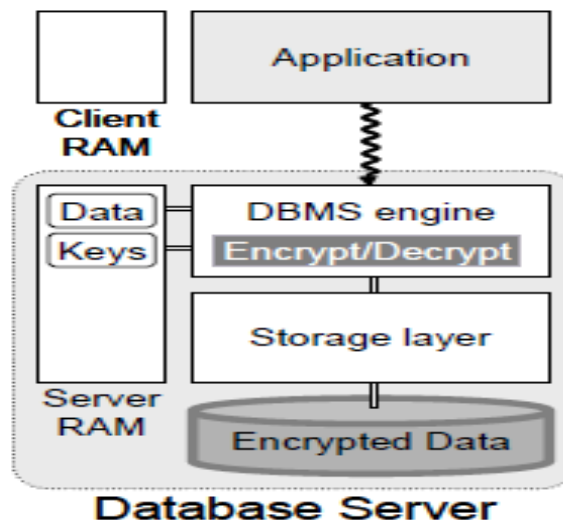 Application
Client
RAM
Data
DBMS engine
Keys
Encrypt/Decrypt
Storage layer
Server
RAM
Encrypted Data
Database Server